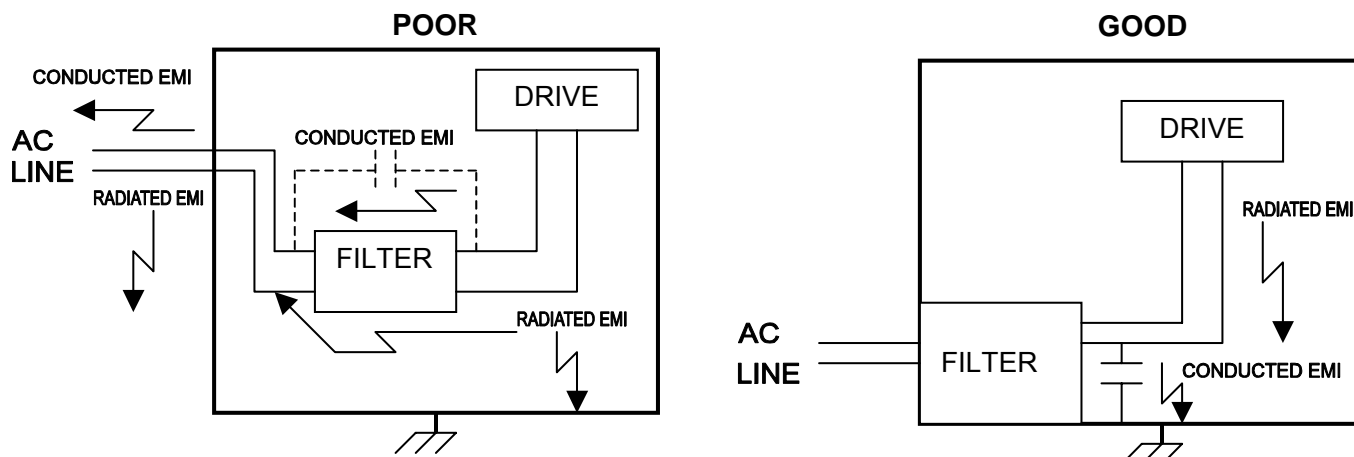 POOR
CONDUCTED EMI
DRIVE
CONDUCTED EMI
AC
LINE
RADIATED EMI
FILTER
RADIATED EMI
GOOD
DRIVE
RADIATED EMI
AC
LINE
FILTER
CONDUCTED EMI